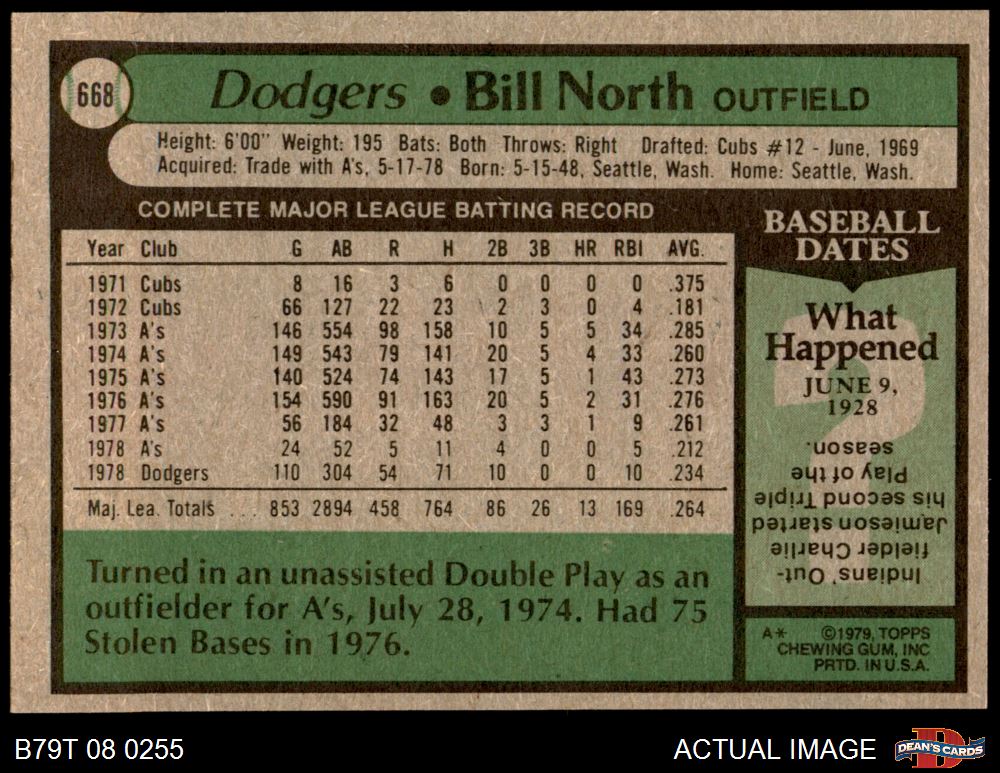 668
Dodgers • Bill North OUTFIELD
Height: 6'00" Weight: 195 Bats: Both Throws: Right Drafted: Cubs #12 - June, 1969
Acquired: Trade with A's, 5-17-78 Born: 5-15-48, Seattle, Wash. Home: Seattle, Wash.
COMPLETE MAJOR LEAGUE BATTING RECORD
Year Club G AB R H 2B 3B HR RBI AVG.
1971 Cubs 8 16 3 6 0 0 0 0 .375
1972 Cubs 66 127 22 23 2 3 0 4 .181
1973 A's 146 554 98 158 10 5 5 34 .285
1974 A's 149 543 79 141 20 5 4 33 .260
1975 A's 140 524 74 143 17 5 1 43 .273
1976 A's 154 590 91 163 20 5 2 31 .276
1977 A's 56 184 32 48 3 3 1 9 .261
1978 A's 24 52 5 11 4 0 0 5 .212
1978 Dodgers 110 304 54 71 10 0 0 10 .234
Maj. Lea. Totals ... 853 2894 458 764 86 26 13 169 .264
Turned in an unassisted Double Play as an
outfielder for A's, July 28, 1974. Had 75
Stolen Bases in 1976.
BASEBALL
DATES
What
Happened
JUNE 9,
1928
?
Indians' Out-
fielder Charlie
Jamieson started
his second Triple
Play of the
season.
A* ©1979, TOPPS
CHEWING GUM, INC
PRTD. IN U.S.A.
B79T 08 0255
ACTUAL IMAGE
D
DEAN'S CARDS